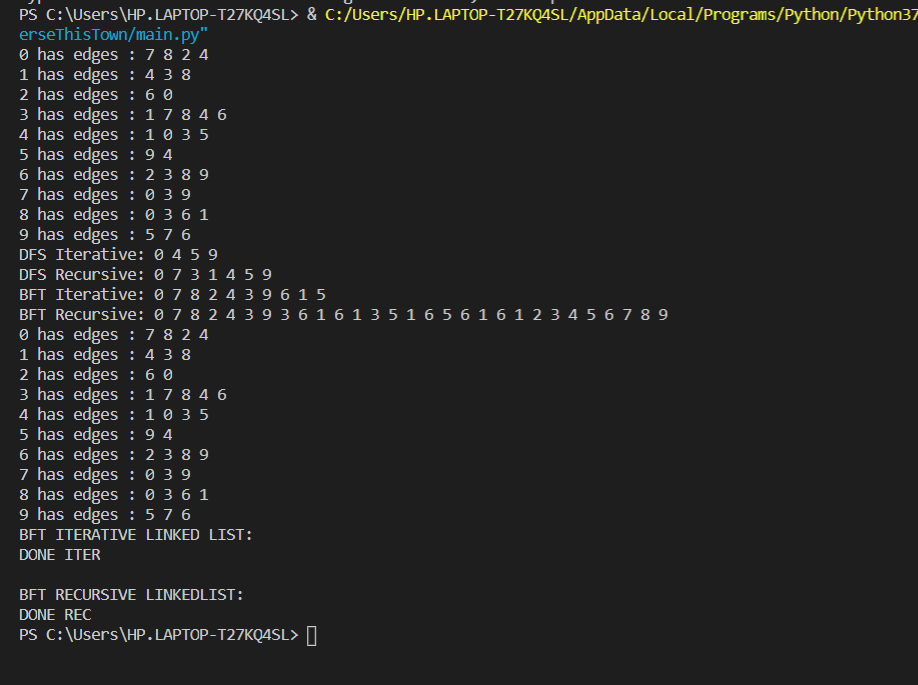 PS C:\Users\HP.LAPTOP-T27KQ4SL> & C:/Users/HP.LAPTOP-T27KQ4SL/AppData/Local/Programs/Python/Python37
erseThisTown/main.py"
0 has edges : 7 8 2 4
1 has edges : 4 3 8
2 has edges : 6 0
3 has edges : 1 7 8 4 6
4 has edges : 1 0 3 5
5 has edges : 9 4
6 has edges : 2 3 8 9
7 has edges : 0 3 9
8 has edges : 0 3 6 1
9 has edges : 5 7 6
DFS Iterative: 0 4 5 9
DFS Recursive: 0 7 3 1 4 5 9
BFT Iterative: 0 7 8 2 4 3 9 6 1 5
BFT Recursive: 0 7 8 2 4 3 9 3 6 1 6 1 3 5 1 6 5 6 1 6 1 2 3 4 5 6 7 8 9
0 has edges : 7 8 2 4
1 has edges : 4 3 8
2 has edges : 6 0
3 has edges : 1 7 8 4 6
4 has edges : 1 0 3 5
5 has edges : 9 4
6 has edges : 2 3 8 9
7 has edges : 0 3 9
8 has edges : 0 3 6 1
9 has edges : 5 7 6
BFT ITERATIVE LINKED LIST:
DONE ITER
BFT RECURSIVE LINKEDLIST:
DONE REC
PS C:\Users\HP.LAPTOP-T27KQ4SL>